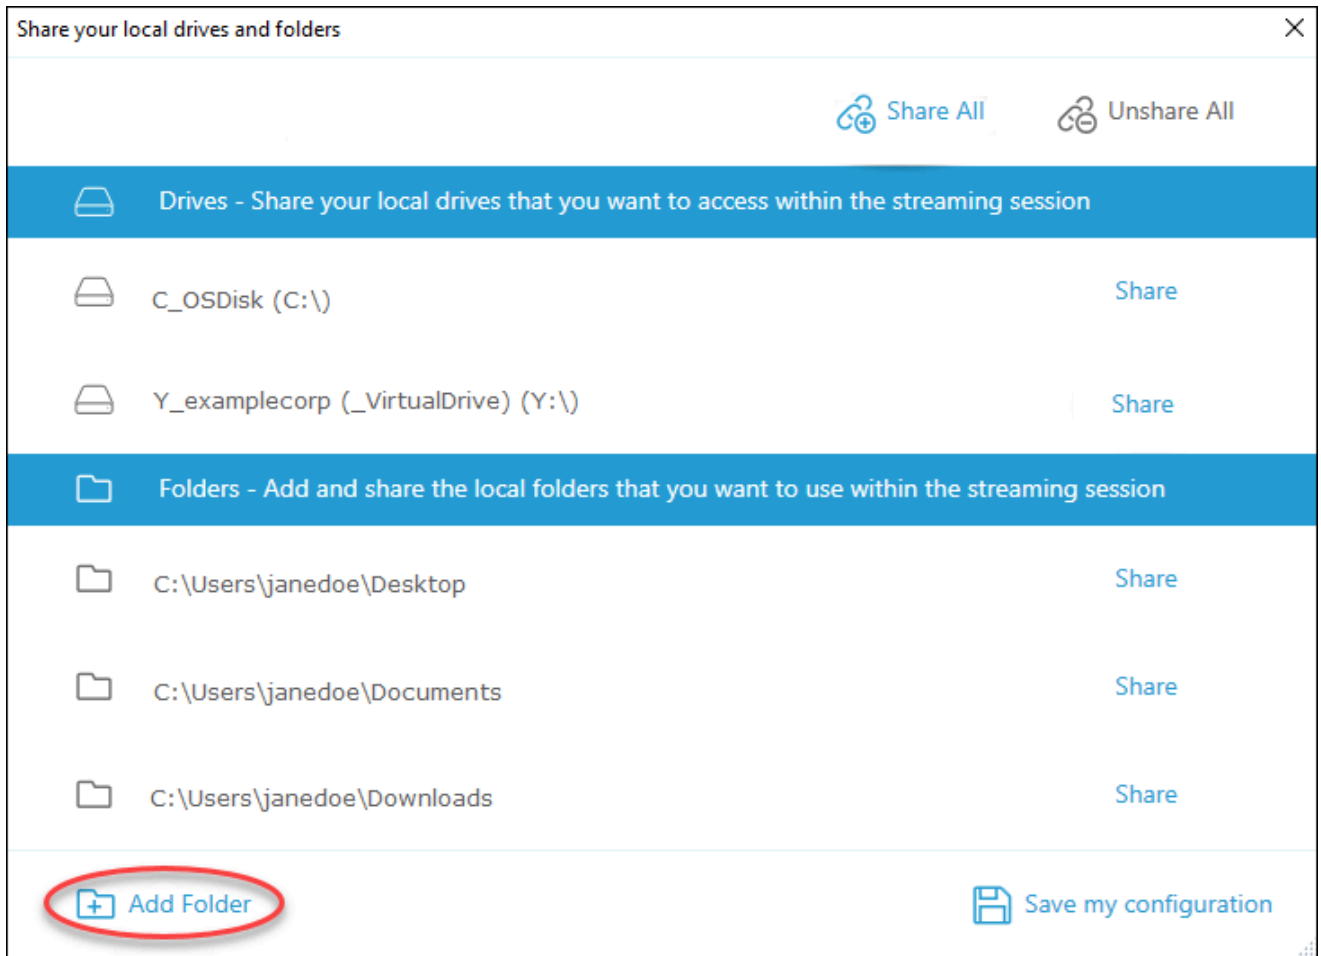 Share your local drives and folders
Share All
Unshare All
Drives - Share your local drives that you want to access within the streaming session
C_OSDisk (C:\)
Share
Y_examplecorp (_VirtualDrive) (Y:\)
Share
Folders - Add and share the local folders that you want to use within the streaming session
C:\Users\janedoe\Desktop
Share
C:\Users\janedoe\Documents
Share
C:\Users\janedoe\Downloads
Share
Add Folder
Save my configuration